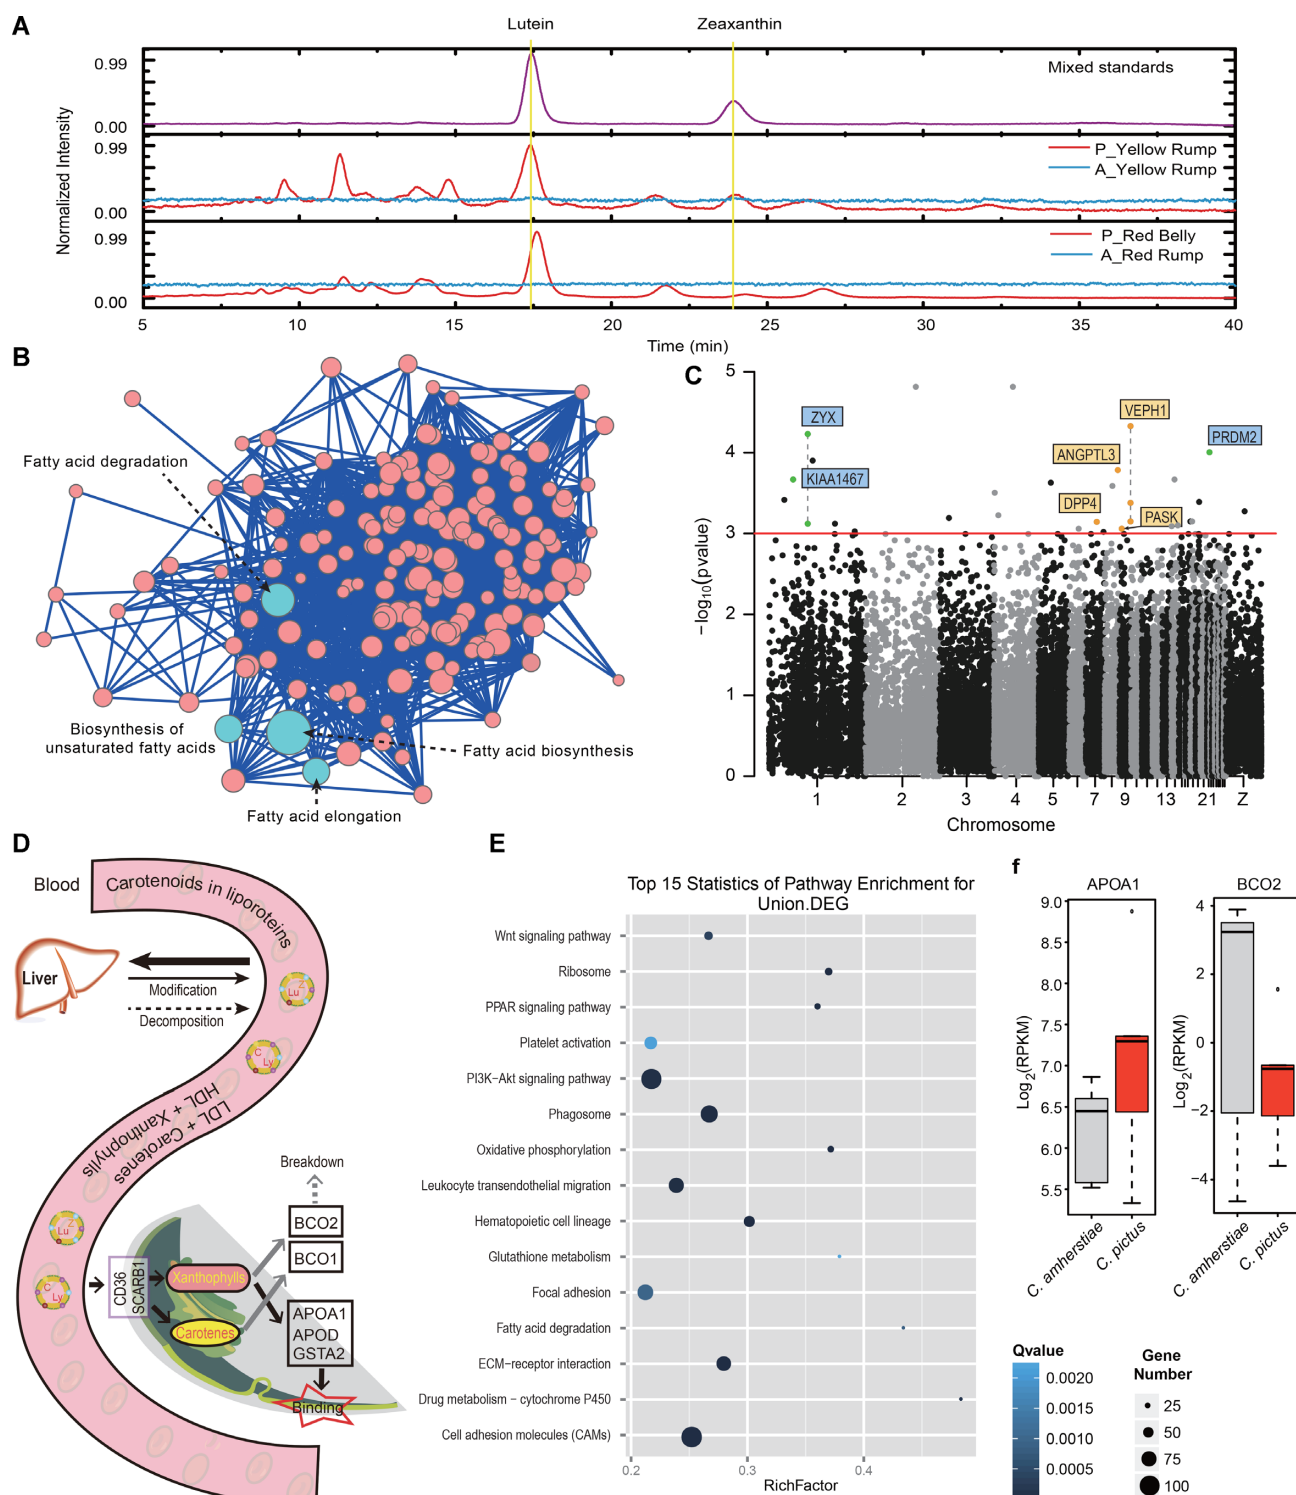 A
Lutein
Zeaxanthin
Normalized Intensity
0.99
0.00
Mixed standards
0.99
0.00
P_Yellow Rump
A_Yellow Rump
0.99
0.00
P_Red Belly
A_Red Rump
5
10
15
20
25
30
35
40
Time (min)
B
Fatty acid degradation
Biosynthesis of
unsaturated fatty acids
Fatty acid biosynthesis
Fatty acid elongation
C
−log10(pvalue)
5
4
3
2
1
0
ZYX
KIAA1467
VEPH1
ANGPTL3
DPP4
PASK
PRDM2
1
2
3
4
5
7
9
13
21
Z
Chromosome
D
Blood
Carotenoids in liporoteins
Liver
Modification
Decomposition
Lu
Z
C
Ly
LDL + Carotenes
HDL + Xanthophylls
Lu
Z
C
Ly
CD36
SCARB1
Xanthophylls
Carotenes
Breakdown
BCO2
BCO1
APOA1
APOD
GSTA2
Binding
E
Top 15 Statistics of Pathway Enrichment for
Union.DEG
Wnt signaling pathway
Ribosome
PPAR signaling pathway
Platelet activation
PI3K−Akt signaling pathway
Phagosome
Oxidative phosphorylation
Leukocyte transendothelial migration
Hematopoietic cell lineage
Glutathione metabolism
Focal adhesion
Fatty acid degradation
ECM−receptor interaction
Drug metabolism − cytochrome P450
Cell adhesion molecules (CAMs)
0.2
0.3
0.4
RichFactor
f
APOA1
Log2(RPKM)
9.0
8.5
8.0
7.5
7.0
6.5
6.0
5.5
C. amherstiae
C. pictus
BCO2
Log2(RPKM)
4
2
0
−2
−4
C. amherstiae
C. pictus
Qvalue
0.0020
0.0015
0.0010
0.0005
Gene
Number
25
50
75
100